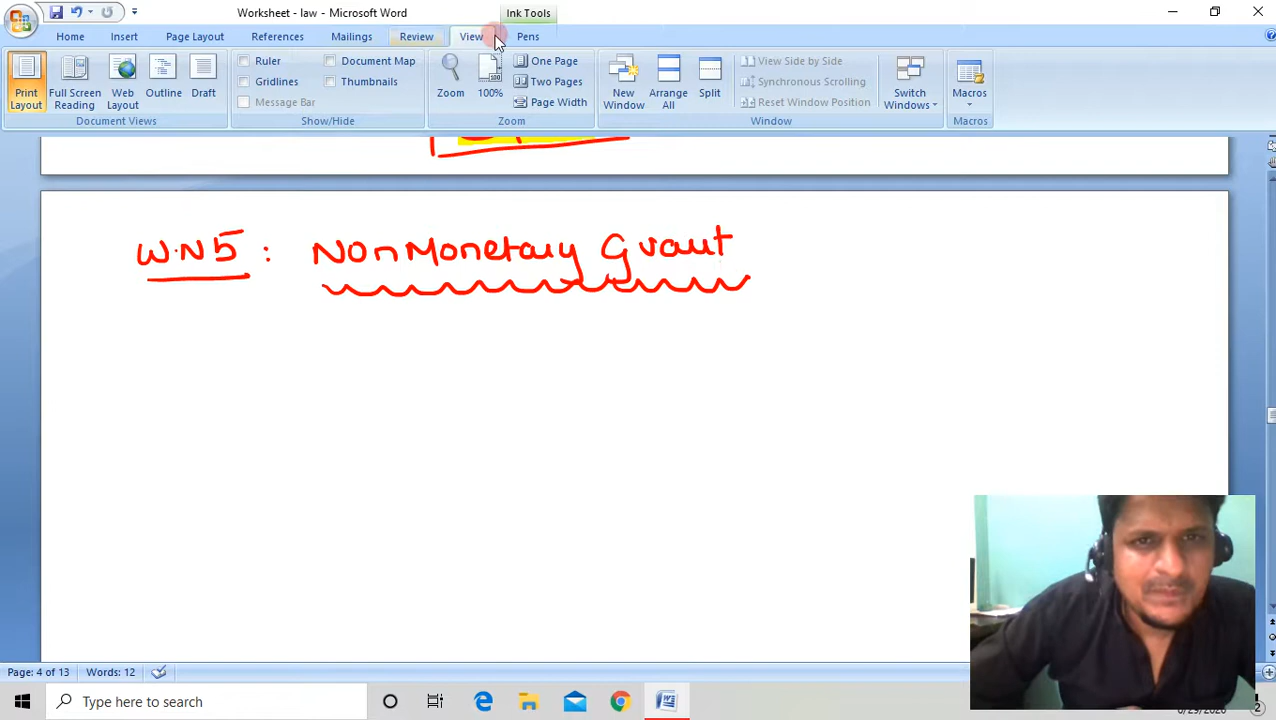 Worksheet - law - Microsoft Word
Ink Tools
Home Insert Page Layout References Mailings Review View Pens
Ruler Document Map
Gridlines Thumbnails
Message Bar
Print Layout Full Screen Reading Web Layout Outline Draft
Zoom 100% One Page
Two Pages
Page Width
New Window Arrange All Split
View Side by Side
Synchronous Scrolling
Reset Window Position
Switch Windows Macros
Document Views Show/Hide Zoom Window Macros
W.N 5 : NonMonetary Grant
Page: 4 of 13 Words: 12
Type here to search
6/29/2020
2